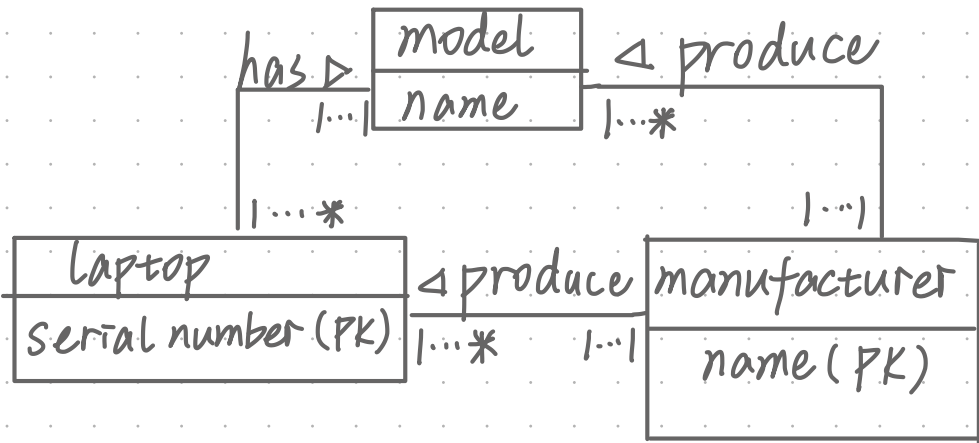 model
has ▷
◁ produce
name
1...1
1...*
1...*
1...1
laptop
◁ produce
manufacturer
serial number (PK)
1...*
1...1
name (PK)